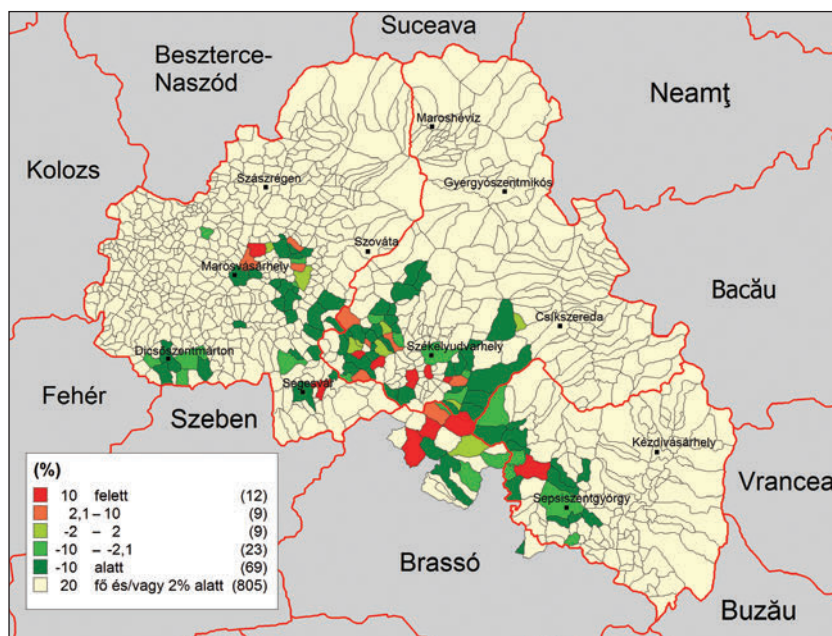 Suceava
Beszterce-
Naszód
Neamţ
Maroshévíz
Kolozs
Szászrégen
Gyergyószentmikós
Szováta
Marosvásárhely
Bacău
Csíkszereda
Dicsőszentmárton
Székelyudvarhely
Segesvár
Fehér
Szeben
Kézdivásárhely
Vrancea
Sepsiszentgyörgy
Brassó
Buzău
(%)
10 felett (12)
2,1 – 10 (9)
-2 – 2 (9)
-10 – -2,1 (23)
-10 alatt (69)
20 fő és/vagy 2% alatt (805)